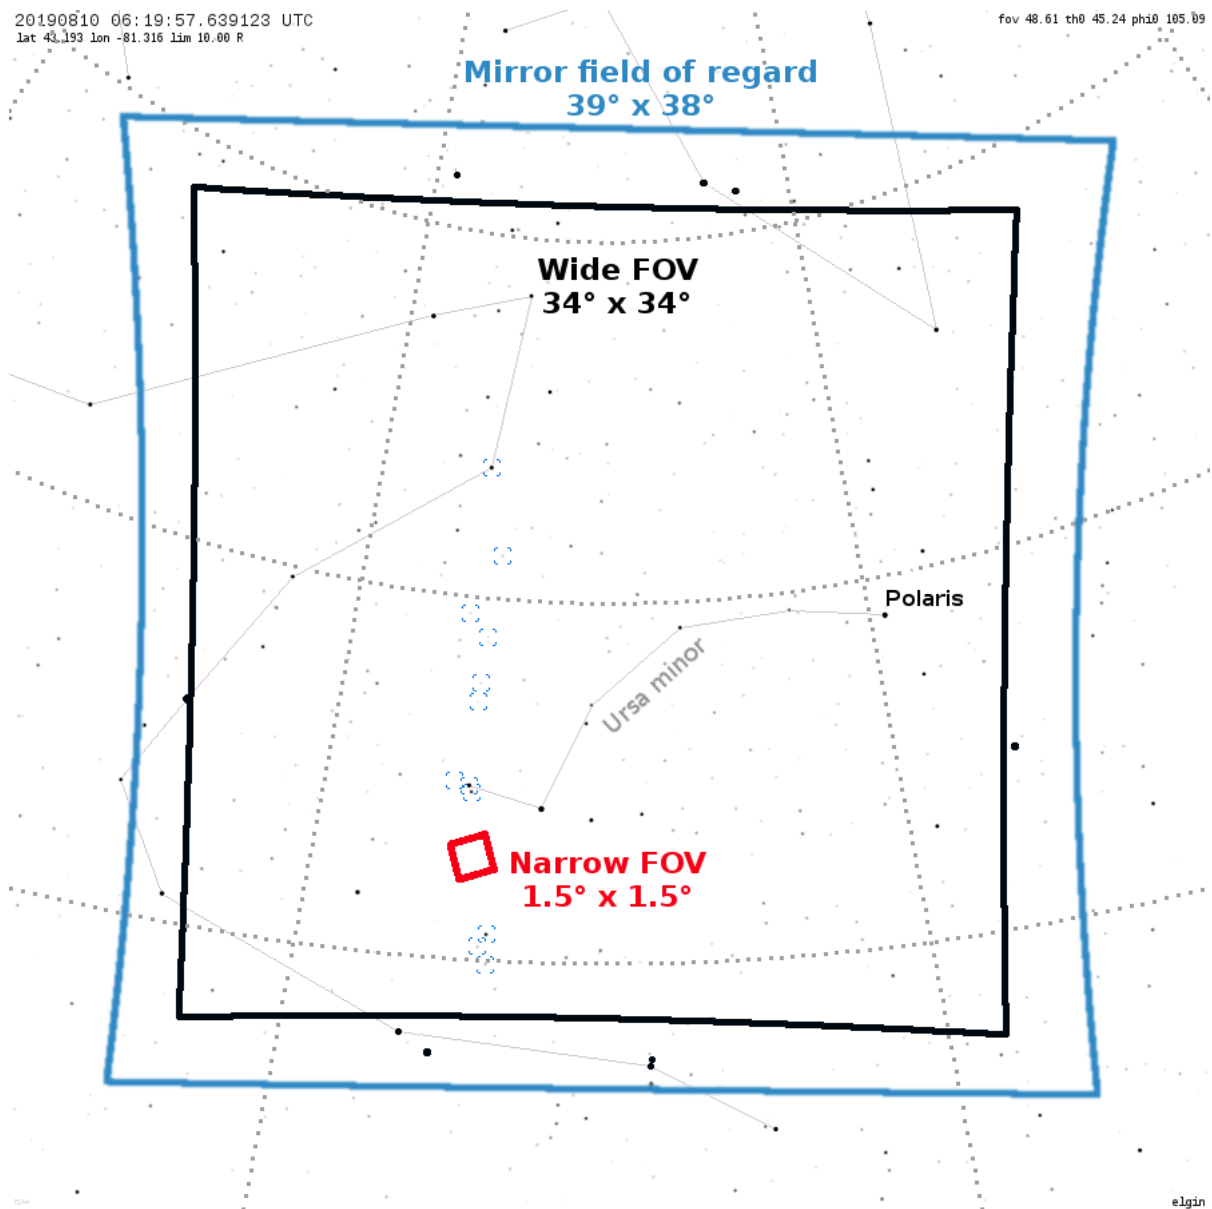 20190810 06:19:57.639123 UTC
fov 48.61 th0 45.24 phi0 105.09
lat 43.193 lon -81.316 lim 10.00 R
Mirror field of regard
39° x 38°
Wide FOV
34° x 34°
Polaris
Ursa minor
Narrow FOV
1.5° x 1.5°
elgin